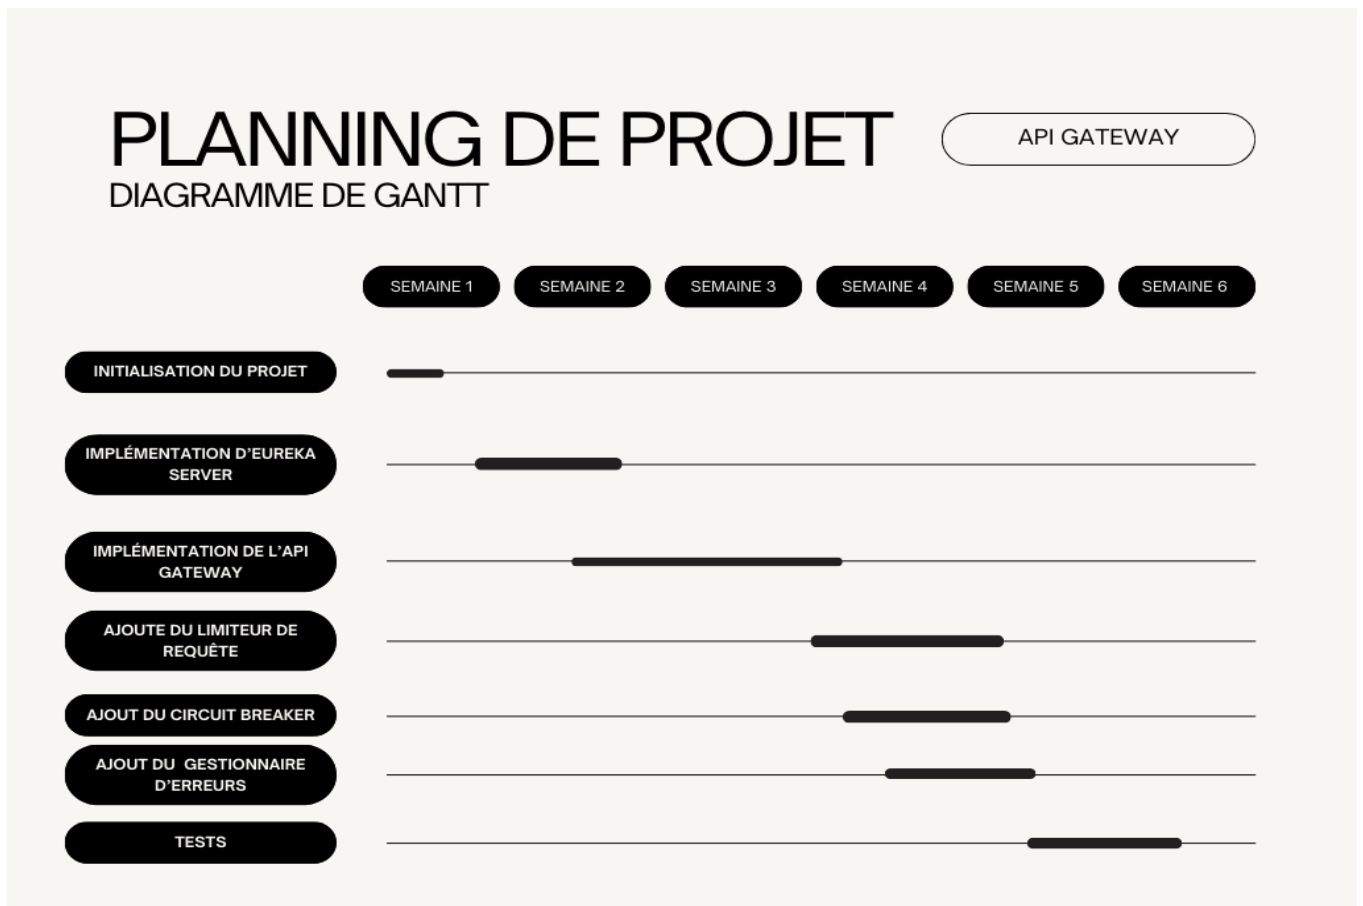 PLANNING DE PROJET
API GATEWAY
DIAGRAMME DE GANTT
SEMAINE 1
SEMAINE 2
SEMAINE 3
SEMAINE 4
SEMAINE 5
SEMAINE 6
INITIALISATION DU PROJET
IMPLÉMENTATION D'EUREKA
SERVER
IMPLÉMENTATION DE L'API
GATEWAY
AJOUTE DU LIMITEUR DE
REQUÊTE
AJOUT DU CIRCUIT BREAKER
AJOUT DU  GESTIONNAIRE
D'ERREURS
TESTS